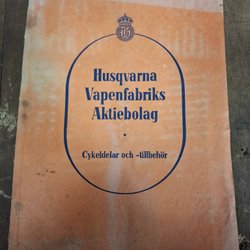 Husqvarna
Vapenfabriks
Aktiebolag
Cykeldelar och -tillbehör